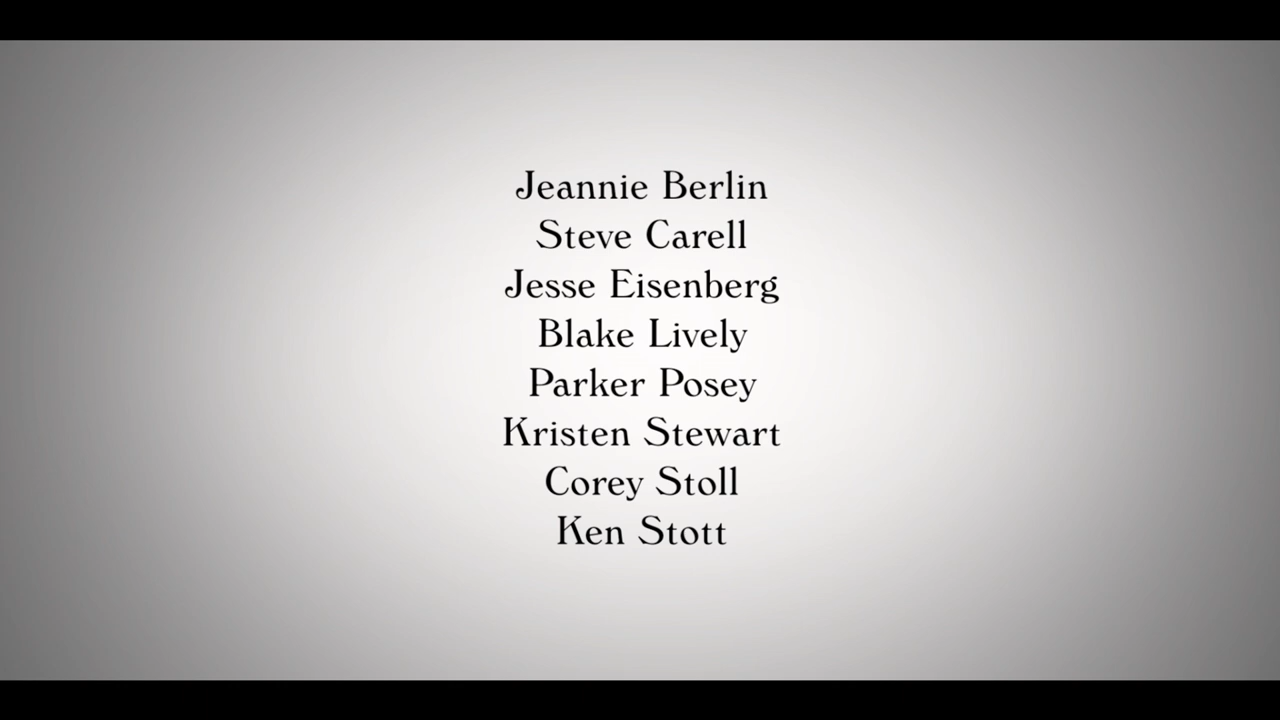 Jeannie Berlin
Steve Carell
Jesse Eisenberg
Blake Lively
Parker Posey
Kristen Stewart
Corey Stoll
Ken Stott